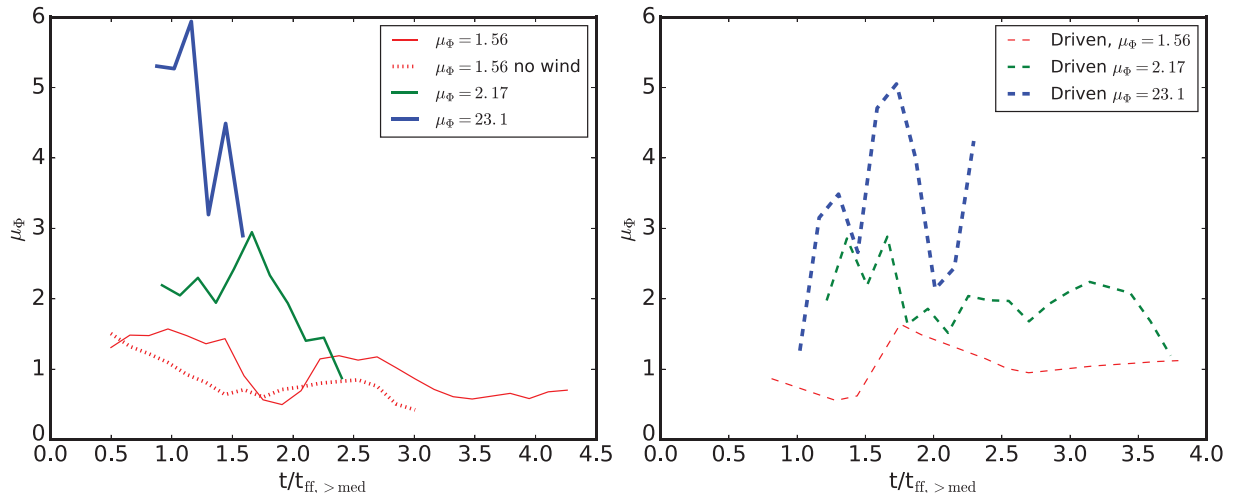 6
5
4
3
2
1
0
μΦ
0.0 0.5 1.0 1.5 2.0 2.5 3.0 3.5 4.0 4.5
t/t_ff, >med
μΦ = 1.56
μΦ = 1.56 no wind
μΦ = 2.17
μΦ = 23.1
6
5
4
3
2
1
0
μΦ
0.0 0.5 1.0 1.5 2.0 2.5 3.0 3.5 4.0
t/t_ff, >med
Driven, μΦ = 1.56
Driven μΦ = 2.17
Driven μΦ = 23.1